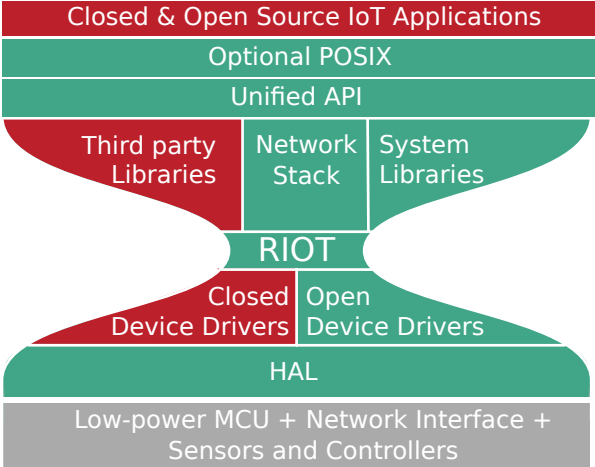 Closed & Open Source IoT Applications
Optional POSIX
Unified API
Third party
Libraries
Network
Stack
System
Libraries
RIOT
Closed
Device Drivers
Open
Device Drivers
HAL
Low-power MCU + Network Interface +
Sensors and Controllers